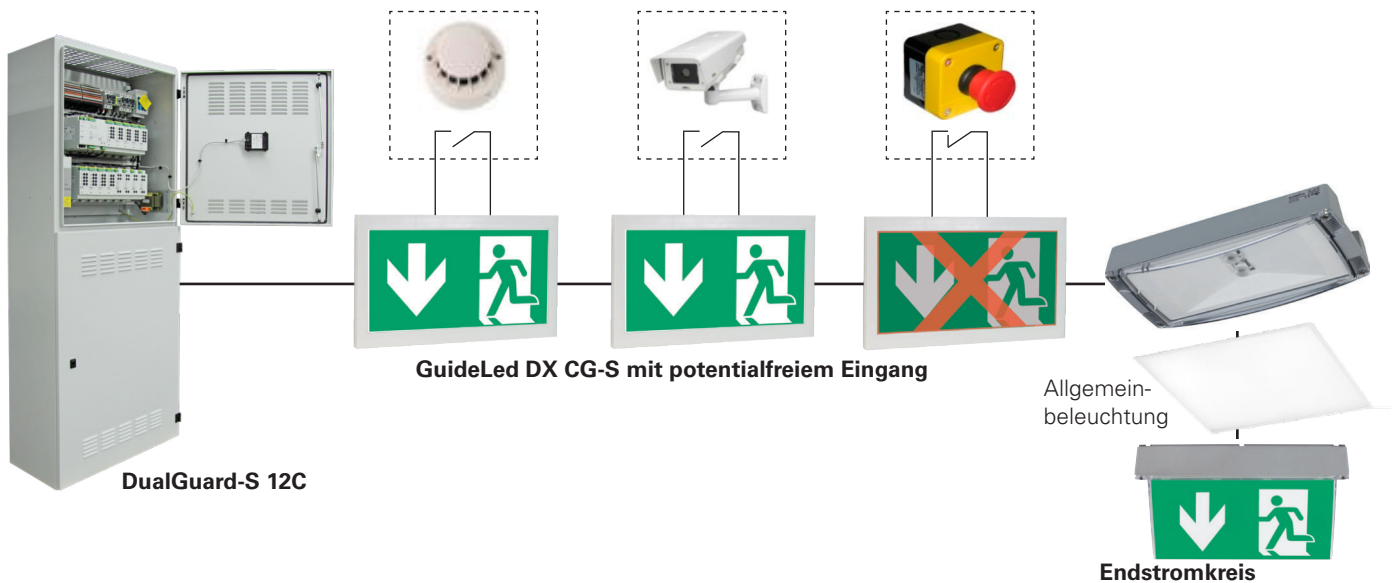 GuideLed DX CG-S mit potentialfreiem Eingang
Allgemein-
beleuchtung
DualGuard-S 12C
Endstromkreis